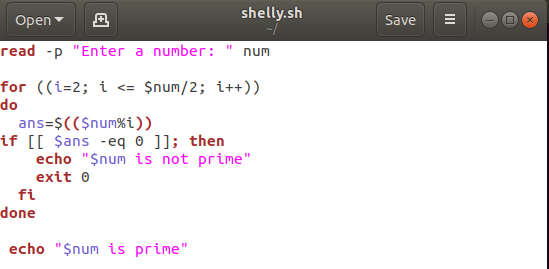 Open shelly.sh Save
~/
read -p "Enter a number: " num
for ((i=2; i <= $num/2; i++))
do
  ans=$(($num%i))
if [[ $ans -eq 0 ]]; then
    echo "$num is not prime"
    exit 0
  fi
done
 echo "$num is prime"